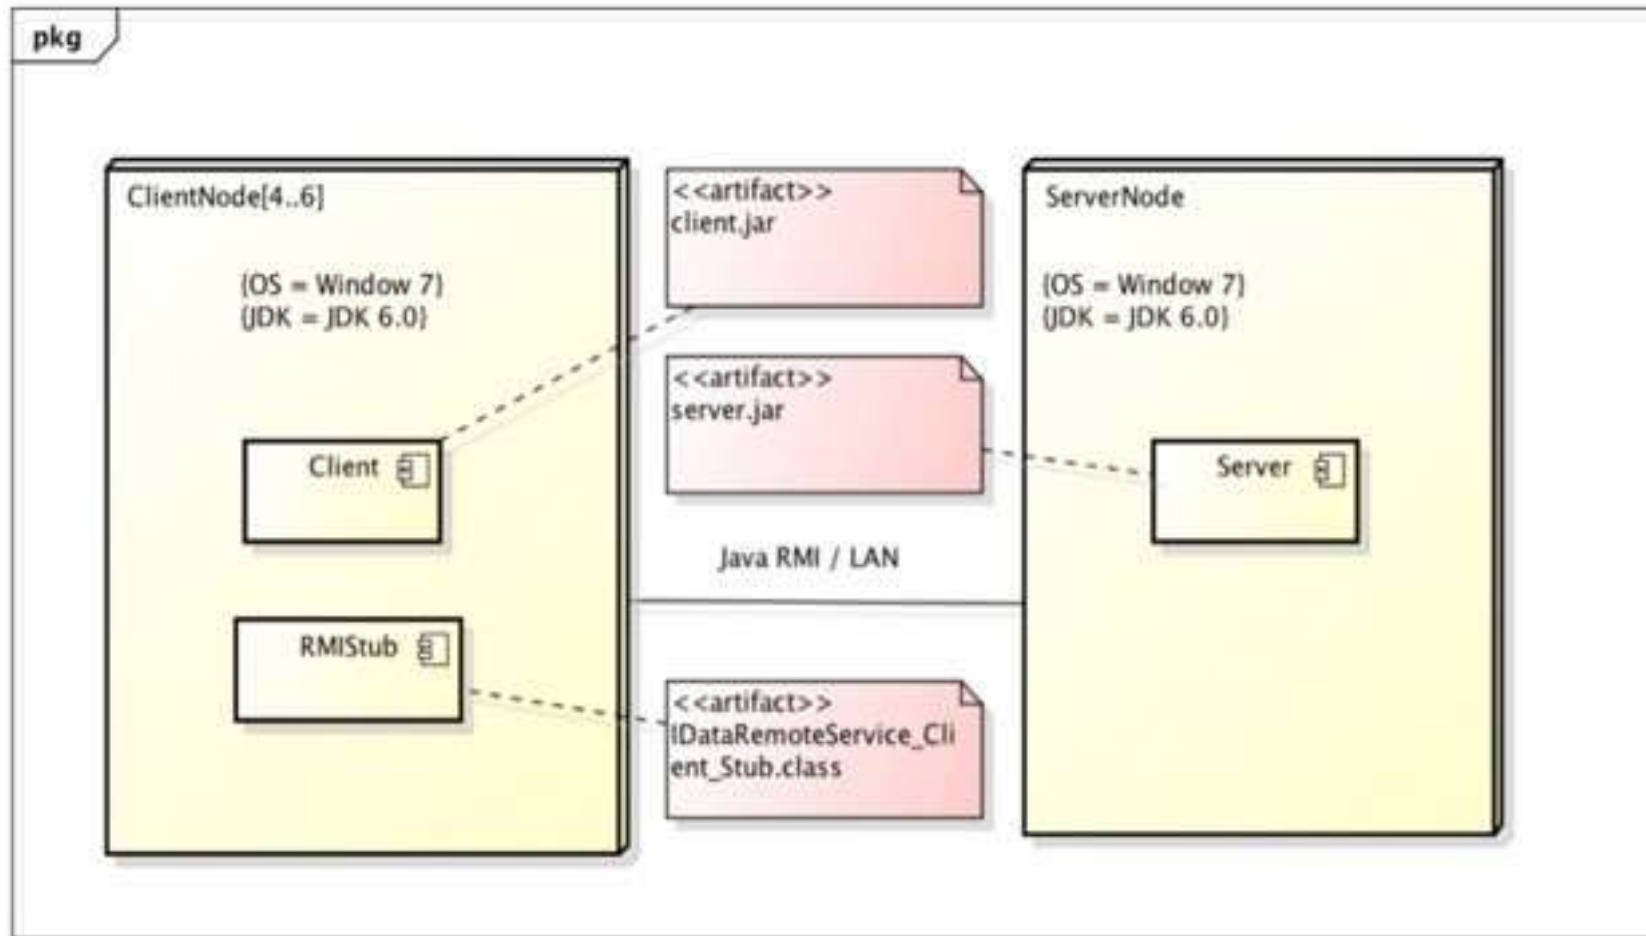 pkg
ClientNode[4..6]
{OS = Window 7}
{JDK = JDK 6.0}
Client
RMIStub
<<artifact>>
client.jar
<<artifact>>
server.jar
Java RMI / LAN
<<artifact>>
IDataRemoteService_Cli
ent_Stub.class
ServerNode
{OS = Window 7}
{JDK = JDK 6.0}
Server